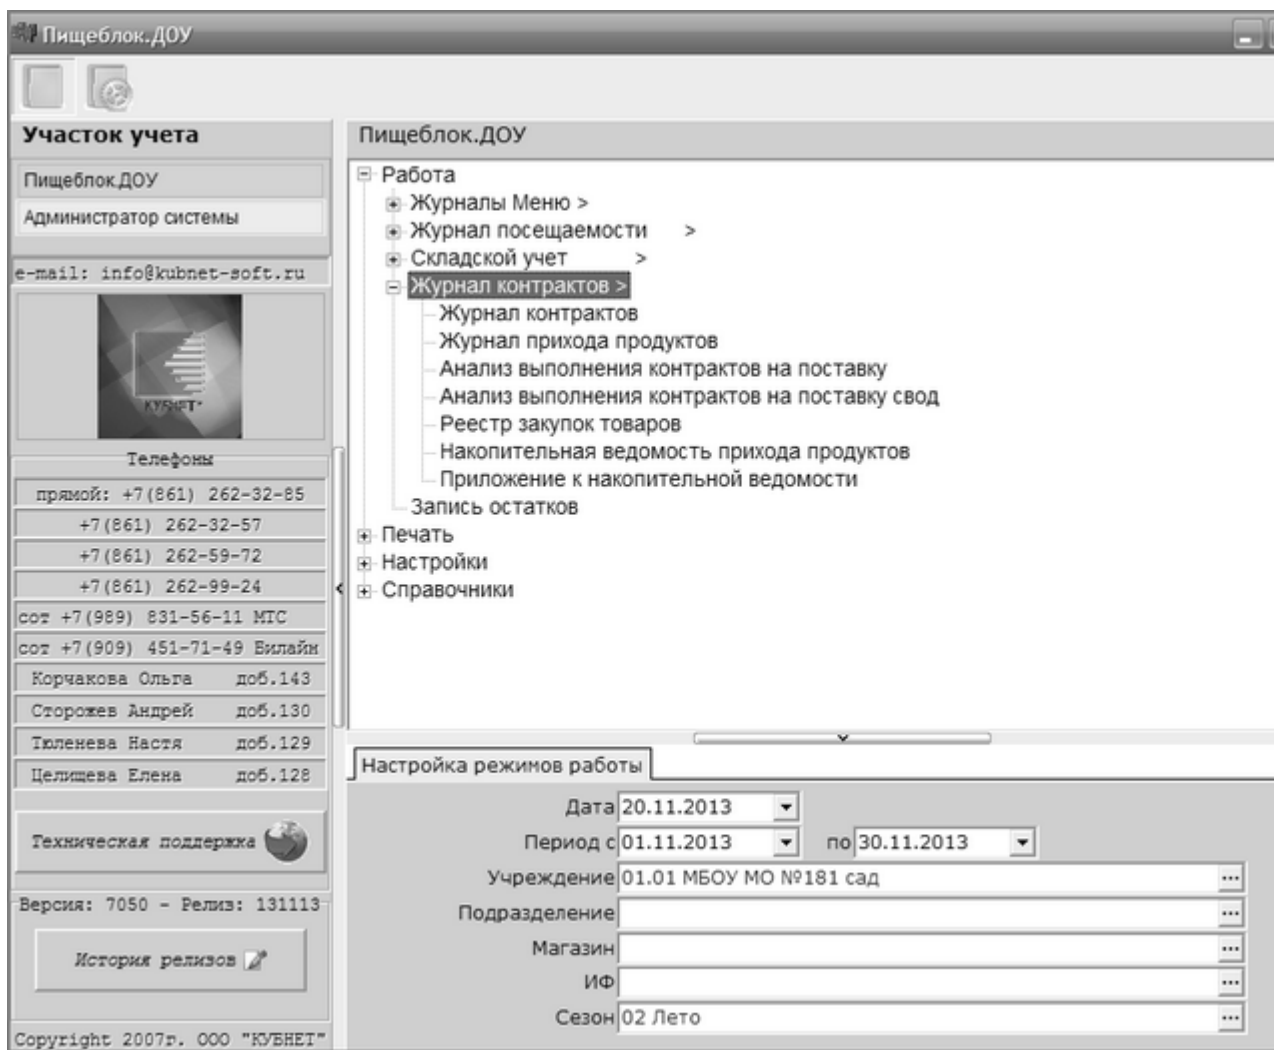 Пищеблок.ДОУ
Участок учета
Пищеблок.ДОУ
Администратор системы
e-mail: info@kubnet-soft.ru
КУБНЕТ
Телефоны
прямой: +7(861) 262-32-85
+7(861) 262-32-57
+7(861) 262-59-72
+7(861) 262-99-24
сот +7(989) 831-56-11 МТС
сот +7(909) 451-71-49 Билайн
Корчакова Ольга доб.143
Сторожев Андрей доб.130
Тюленева Настя доб.129
Целищева Елена доб.128
Техническая поддержка
Версия: 7050 - Релиз: 131113
История релизов
Copyright 2007г. ООО "КУБНЕТ"
Пищеблок.ДОУ
Работа
Журналы Меню >
Журнал посещаемости >
Складской учет >
Журнал контрактов >
Журнал контрактов
Журнал прихода продуктов
Анализ выполнения контрактов на поставку
Анализ выполнения контрактов на поставку свод
Реестр закупок товаров
Накопительная ведомость прихода продуктов
Приложение к накопительной ведомости
Запись остатков
Печать
Настройки
Справочники
Настройка режимов работы
Дата 20.11.2013
Период с 01.11.2013 по 30.11.2013
Учреждение 01.01 МБОУ МО №181 сад
Подразделение
Магазин
ИФ
Сезон 02 Лето